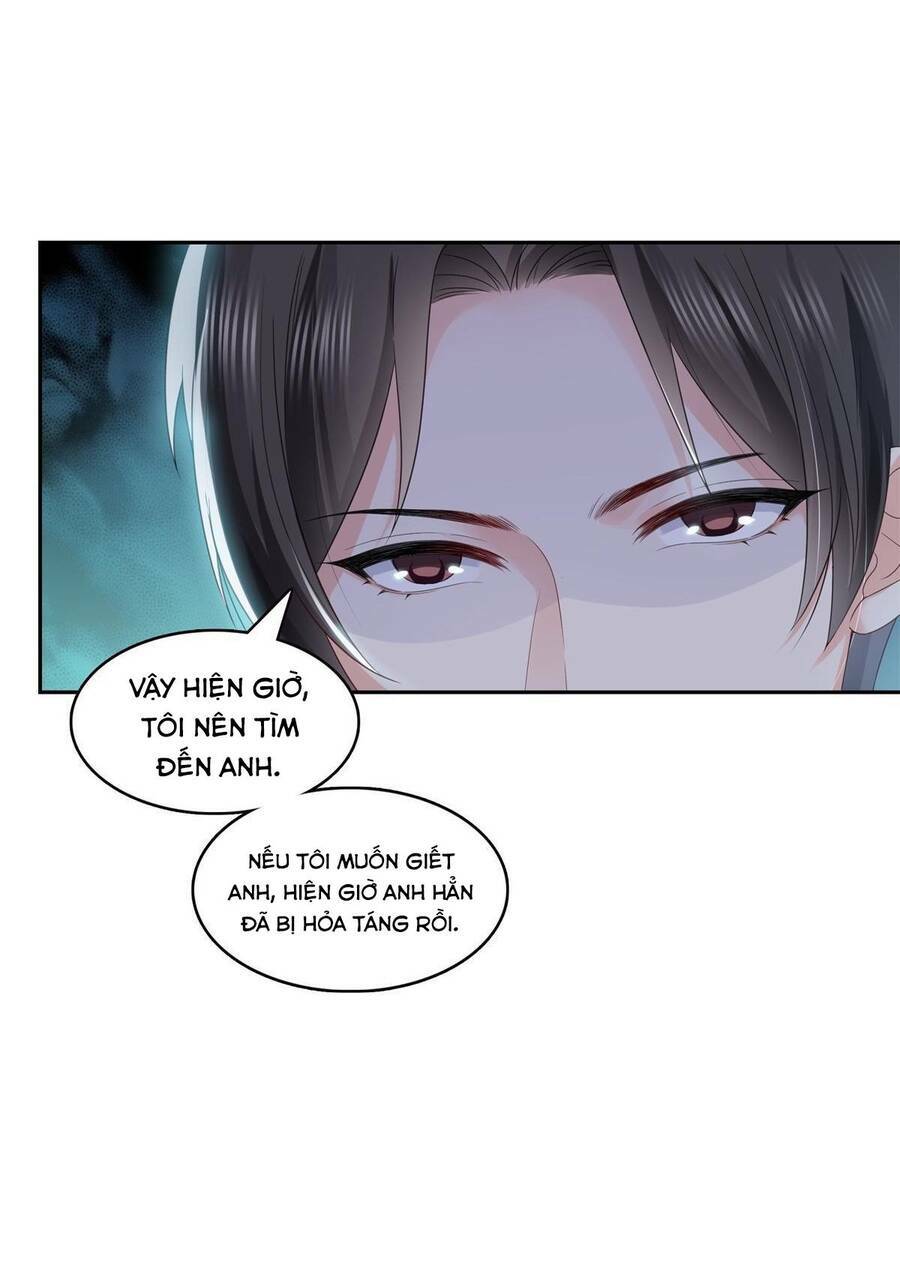 VẬY HIỆN GIỜ,
TÔI NÊN TÌM
ĐẾN ANH.
NẾU TÔI MUỐN GIẾT
ANH, HIỆN GIỜ ANH HẲN
ĐÃ BỊ HỎA TÁNG RỒI.